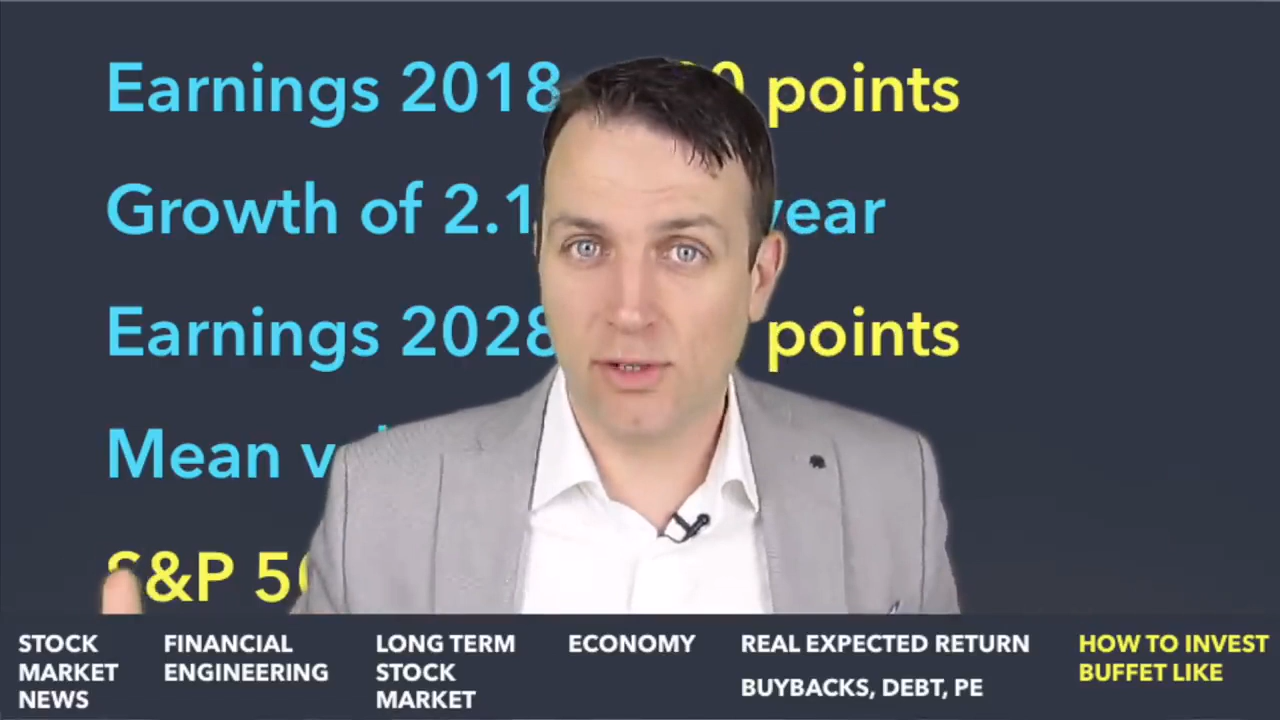 Earnings 2018 points
Growth of 2.1 year
Earnings 2028 points
Mean
S&P
STOCK MARKET NEWS
FINANCIAL ENGINEERING
LONG TERM STOCK MARKET
ECONOMY
REAL EXPECTED RETURN
BUYBACKS, DEBT, PE
HOW TO INVEST BUFFET LIKE